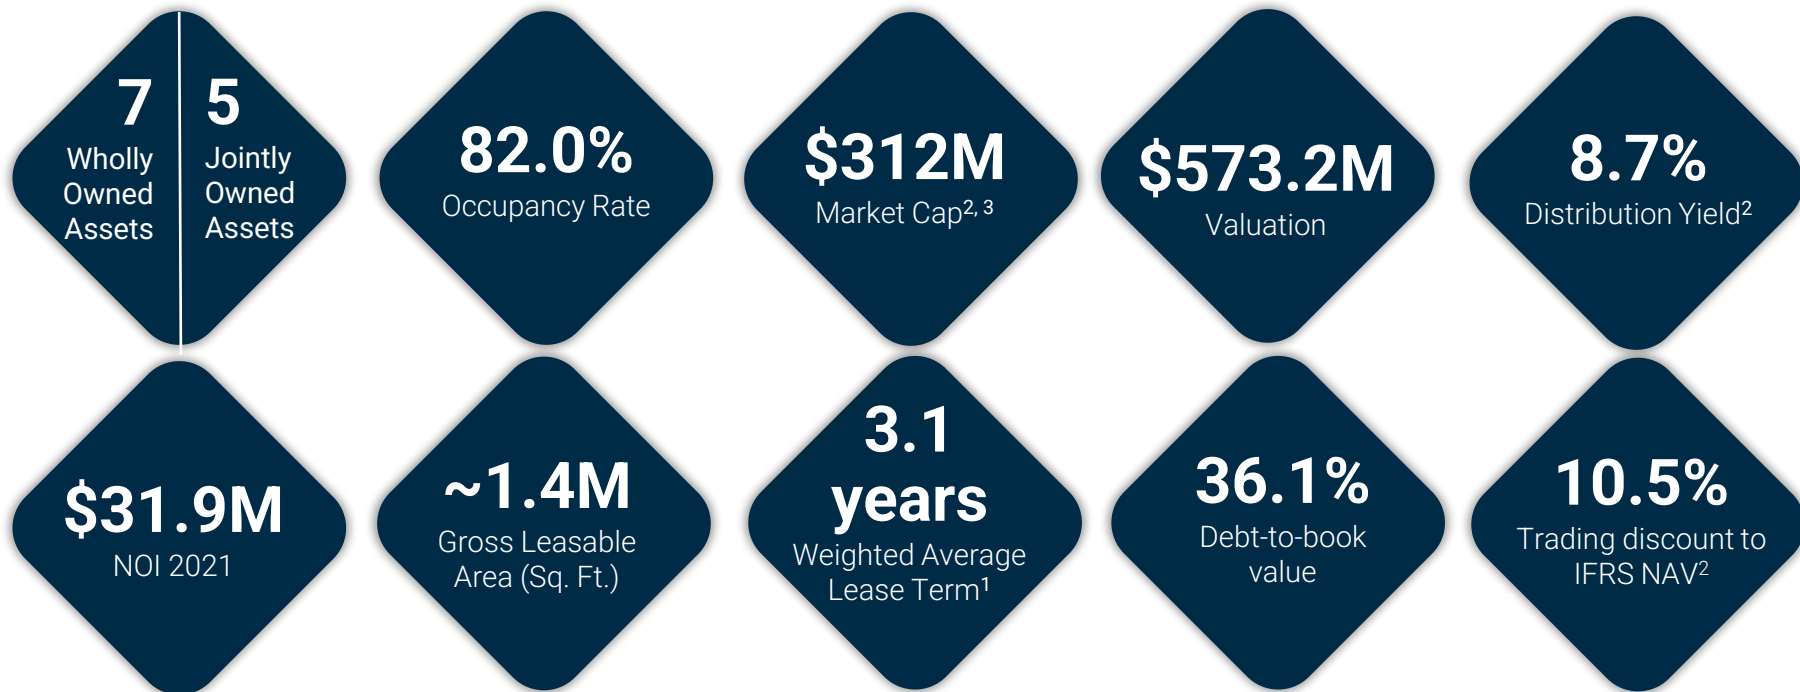 7
Wholly
Owned
Assets
5
Jointly
Owned
Assets
82.0%
Occupancy Rate
$312M
Market Cap2, 3
$573.2M
Valuation
8.7%
Distribution Yield2
$31.9M
NOI 2021
~1.4M
Gross Leasable
Area (Sq. Ft.)
3.1
years
Weighted Average
Lease Term1
36.1%
Debt-to-book
value
10.5%
Trading discount to
IFRS NAV2